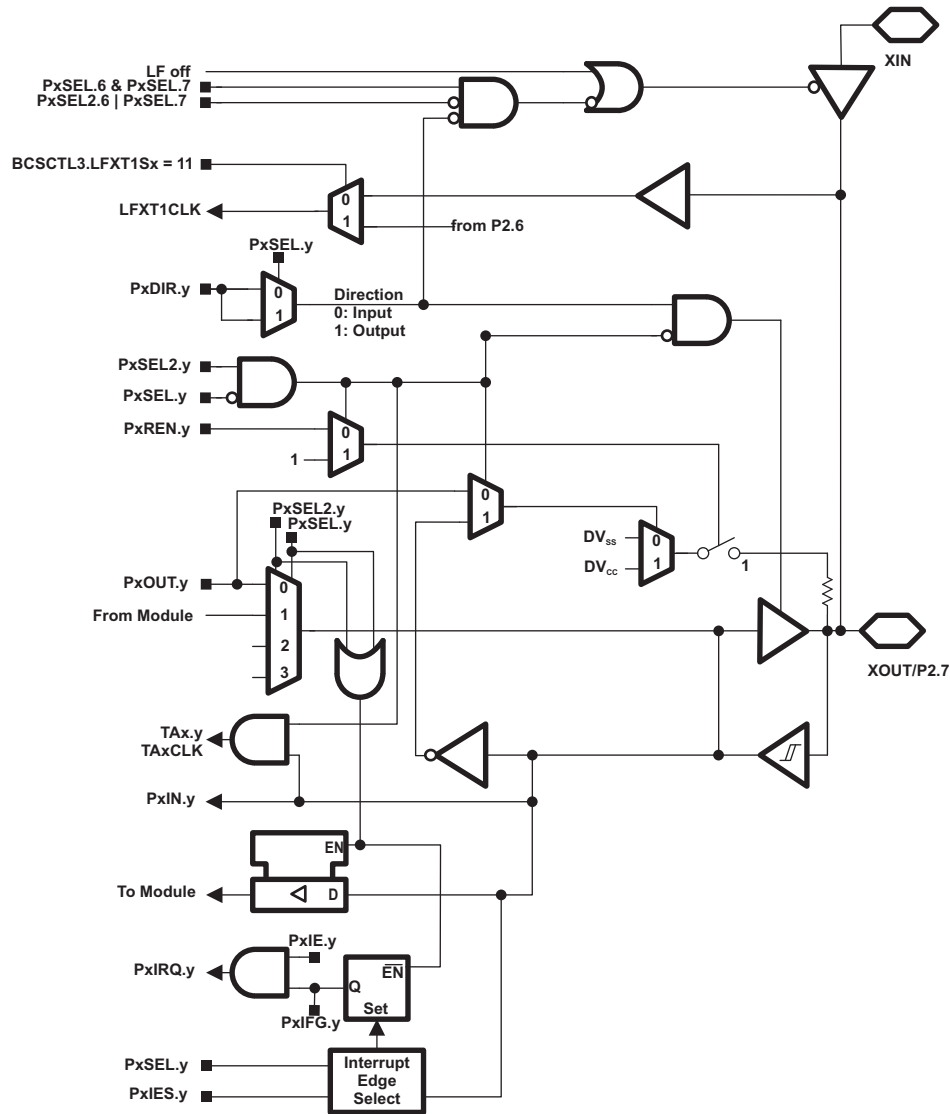 XIN
LF off
PxSEL.6 & PxSEL.7
PxSEL2.6 | PxSEL.7
BCSCTL3.LFXT1Sx = 11
0
LFXT1CLK
1
from P2.6
PxSEL.y
PxDIR.y
0
1
Direction
0: Input
1: Output
PxSEL2.y
PxSEL.y
PxREN.y
0
1
1
0
1
PxSEL2.y
PxSEL.y
DVSS
0
DVCC
1
1
PxOUT.y
0
From Module
1
2
3
XOUT/P2.7
TAx.y
TAxCLK
PxIN.y
EN
To Module
D
PxIE.y
PxIRQ.y
EN
Q
Set
PxIFG.y
PxSEL.y
PxIES.y
Interrupt
Edge
Select